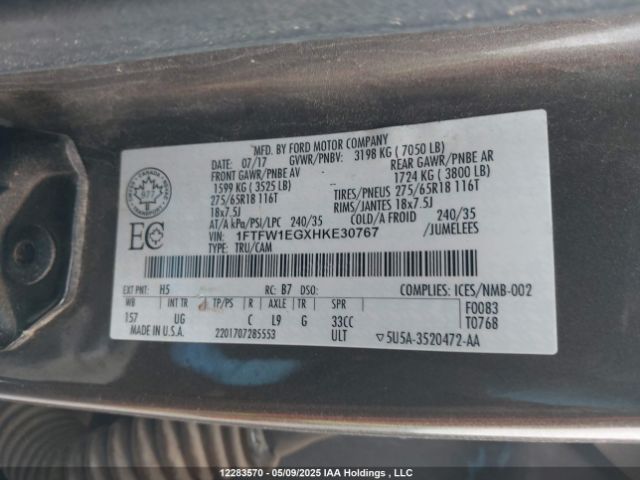 MFD. BY FORD MOTOR COMPANY
DATE: 07/17 GVWR/PNBV: 3198 KG ( 7050 LB)
FRONT GAWR/PNBE AV REAR GAWR/PNBE AR
1599 KG ( 3525 LB) 1724 KG ( 3800 LB)
275/65R18 116T TIRES/PNEUS 275/65R18 116T
18x7.5J RIMS/JANTES 18x7.5J
AT/A kPa/PSI/LPC 240/35 COLD/A FROID 240/35
VIN: 1FTFW1EGXHKE30767 /JUMELEES
TYPE: TRU/CAM
EC
EXT PNT: H5 RC: B7 DSO: COMPLIES: ICES/NMB-002
WB INT TR TP/PS R AXLE TR SPR F0083
157 UG C L9 G 33CC T0768
MADE IN U.S.A. 2201707285553 ULT ▽5U5A-3520472-AA
12283570 - 05/09/2025 IAA Holdings , LLC